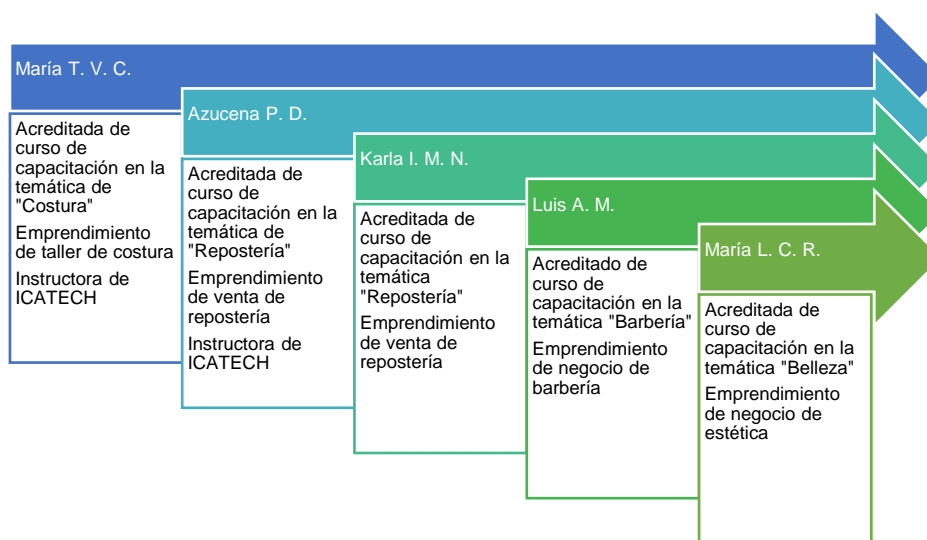 María T. V. C.
Acreditada de
curso de
capacitación en la
temática de
"Costura"
Emprendimiento
de taller de costura
Instructora de
ICATECH
Azucena P. D.
Acreditada de
curso de
capacitación en la
temática de
"Repostería"
Emprendimiento
de venta de
repostería
Instructora de
ICATECH
Karla I. M. N.
Acreditada de
curso de
capacitación en la
temática
"Repostería"
Emprendimiento
de venta de
repostería
Luis A. M.
Acreditado de
curso de
capacitación en la
temática "Barbería"
Emprendimiento
de negocio de
barbería
María L. C. R.
Acreditada de
curso de
capacitación en la
temática "Belleza"
Emprendimiento
de negocio de
estética